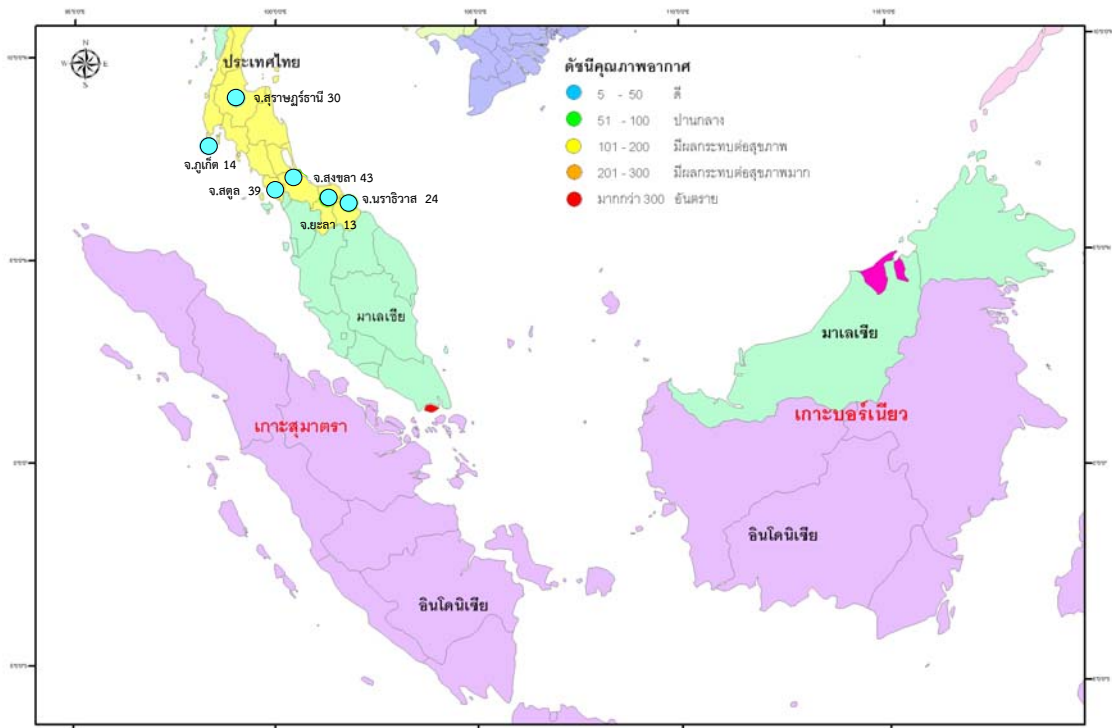 N
W
E
S
ประเทศไทย
จ.สุราษฎร์ธานี 30
จ.ภูเก็ต 14
จ.สงขลา 43
จ.สตูล 39
จ.นราธิวาส 24
จ.ยะลา 13
ดัชนีคุณภาพอากาศ
5 - 50 ดี
51 - 100 ปานกลาง
101 - 200 มีผลกระทบต่อสุขภาพ
201 - 300 มีผลกระทบต่อสุขภาพมาก
มากกว่า 300 อันตราย
มาเลเซีย
มาเลเซีย
เกาะสุมาตรา
เกาะบอร์เนียว
อินโดนิเซีย
อินโดนิเซีย